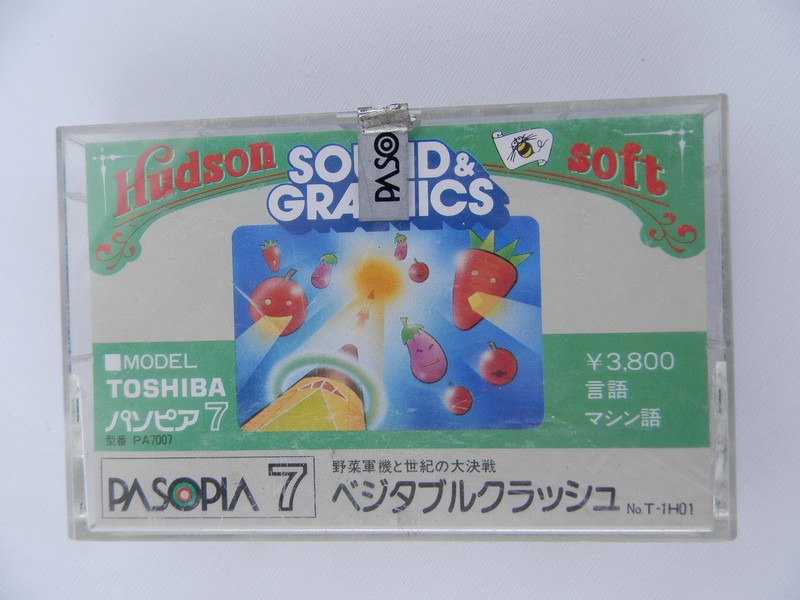 Hudson soft
SOUND &
GRAPHICS
PASO
■MODEL
TOSHIBA
パソピア7
型番 PA7007
¥3,800
言語
マシン語
PASOPIA 7
野菜軍機と世紀の大決戦
ベジタブルクラッシュ No.T-1H01